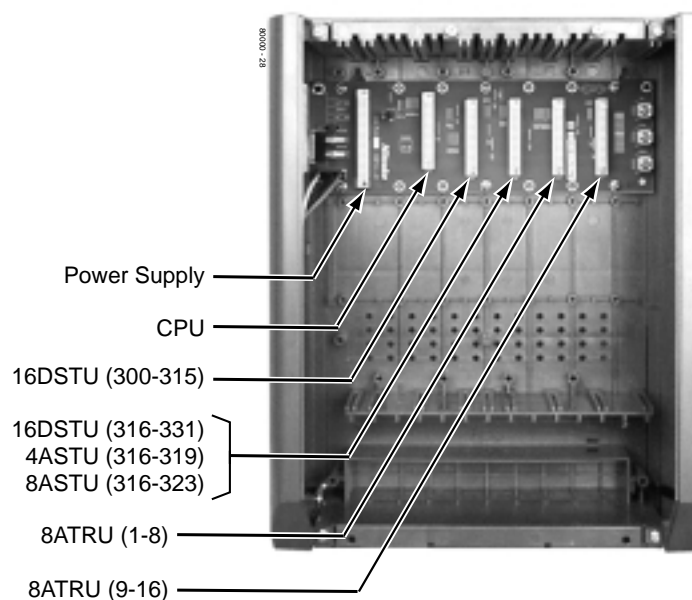 80000 - 28
Power Supply
CPU
16DSTU (300-315)
16DSTU (316-331)
4ASTU (316-319)
8ASTU (316-323)
8ATRU (1-8)
8ATRU (9-16)